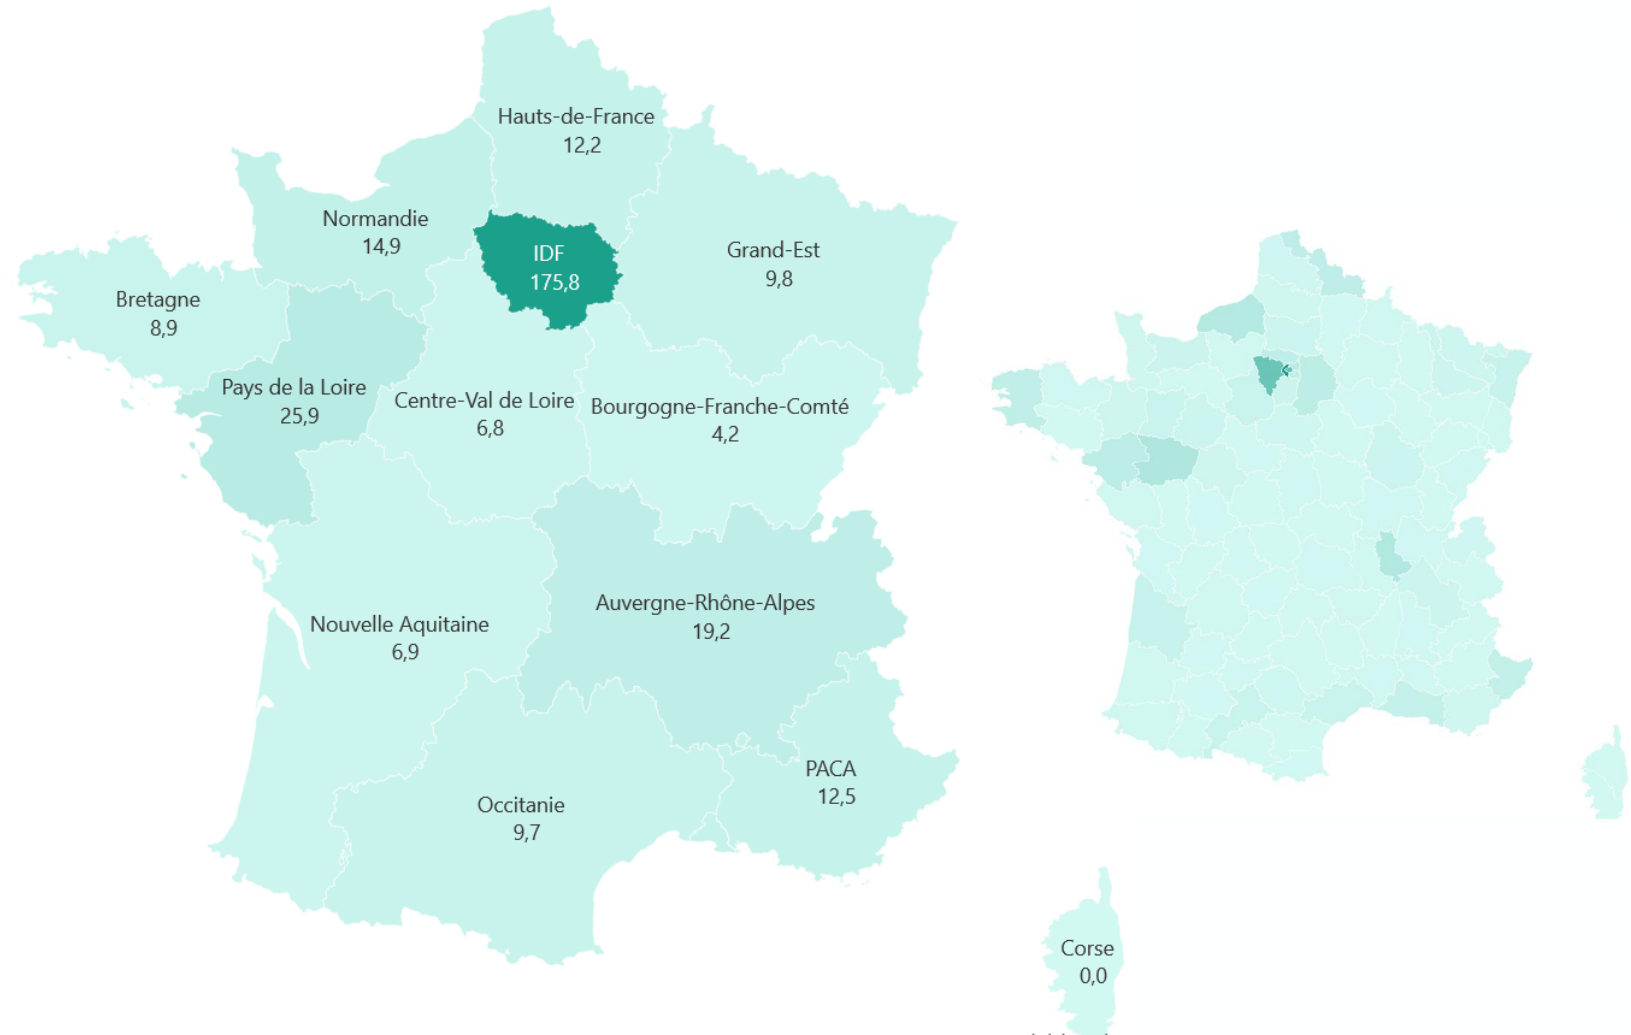 Hauts-de-France
12,2
Normandie
14,9
IDF
175,8
Grand-Est
9,8
Bretagne
8,9
Pays de la Loire
25,9
Centre-Val de Loire
6,8
Bourgogne-Franche-Comté
4,2
Nouvelle Aquitaine
6,9
Auvergne-Rhône-Alpes
19,2
PACA
12,5
Occitanie
9,7
Corse
0,0